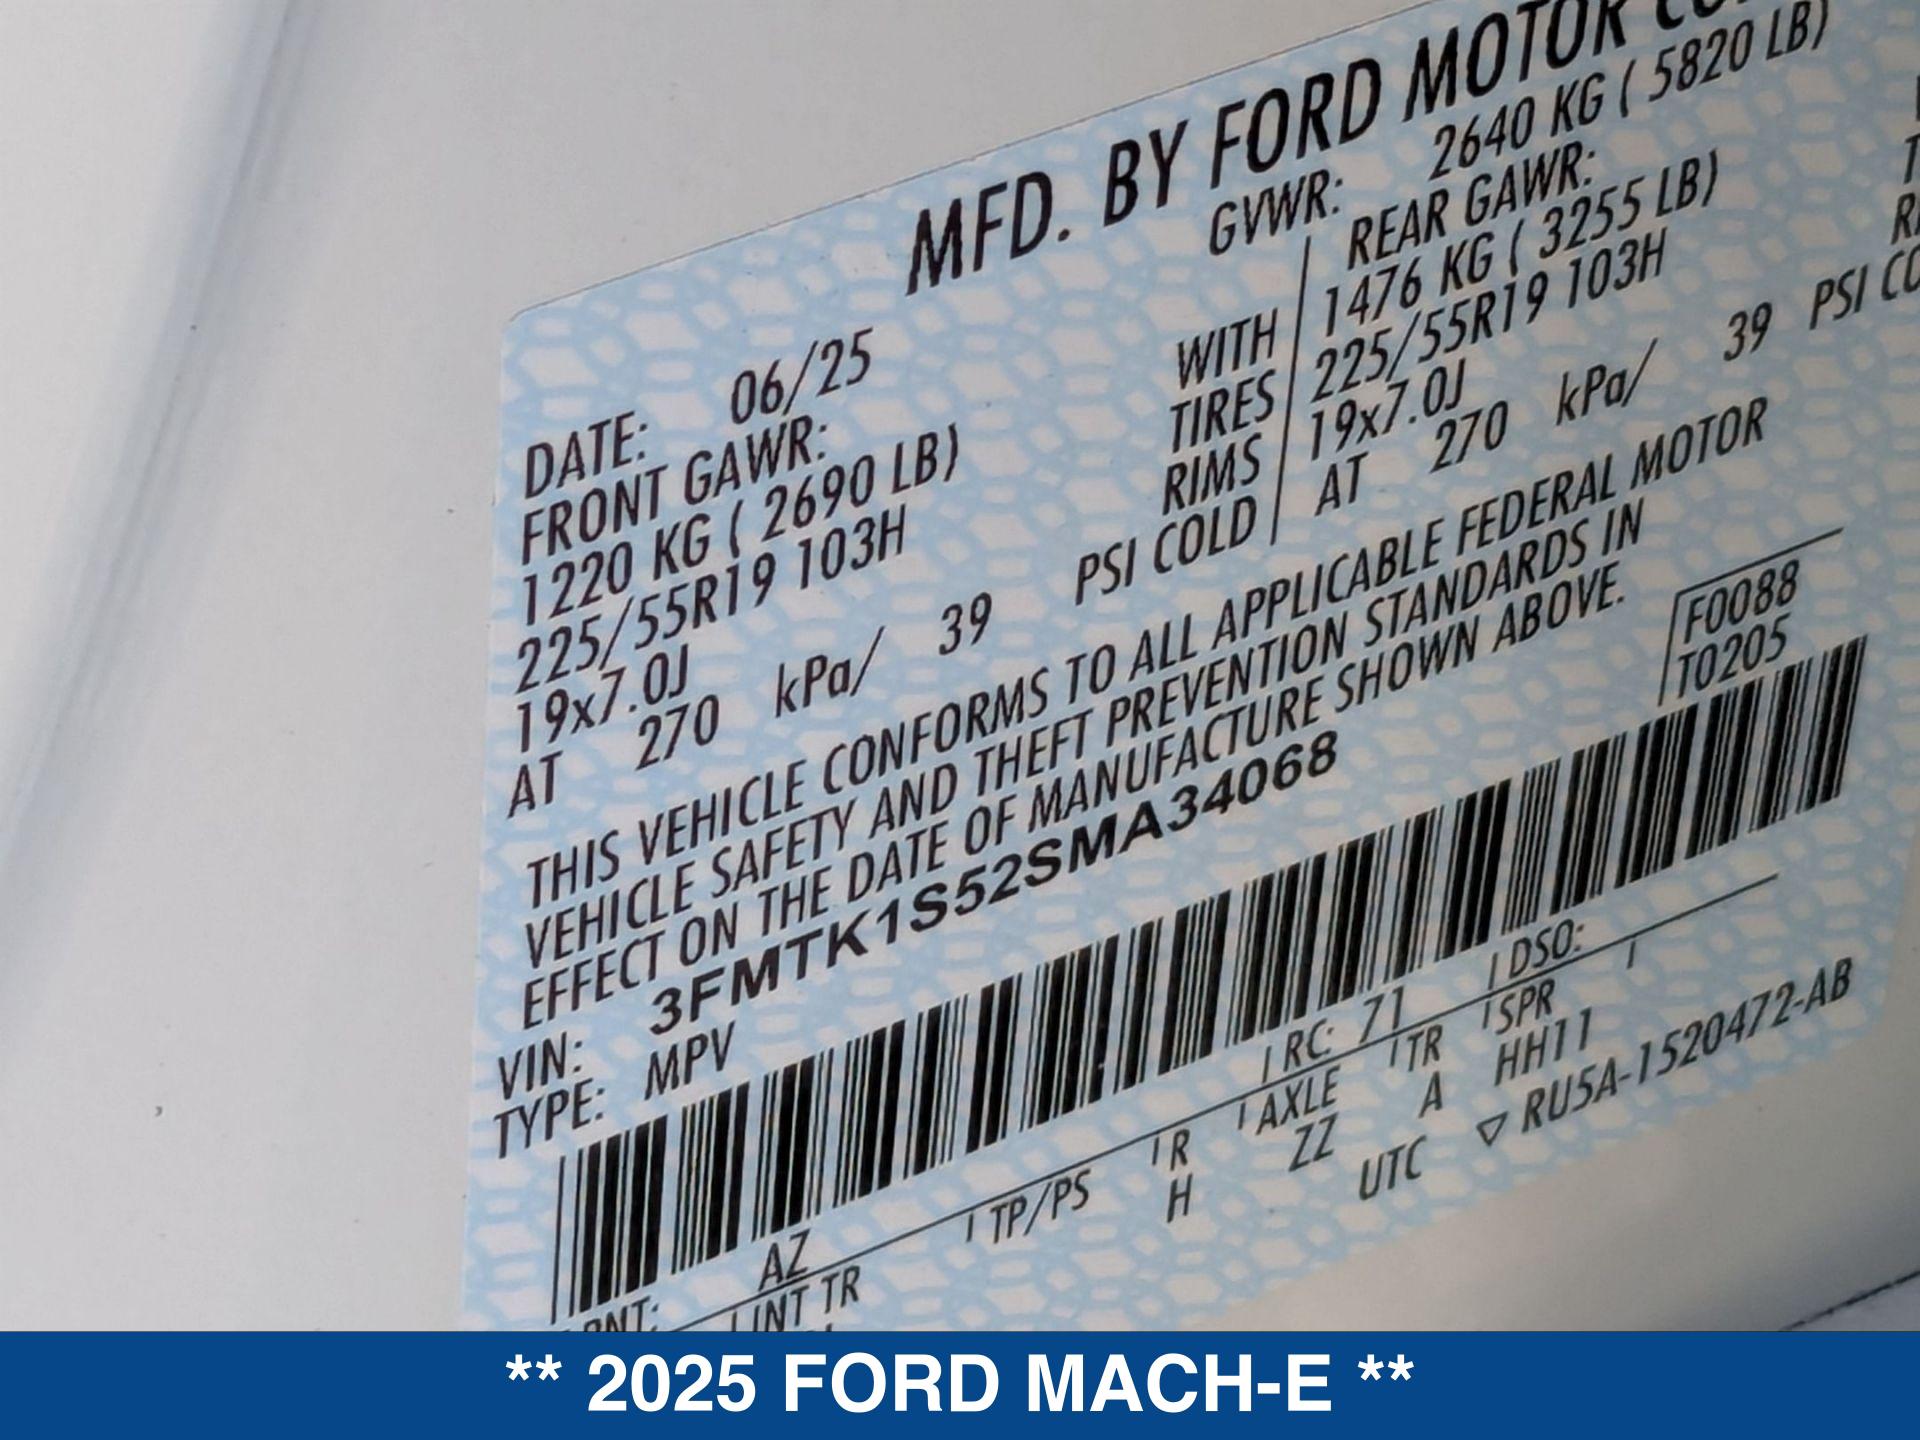 MFD. BY FORD MOTOR
GVWR: 2640 KG ( 5820 LB)
DATE: 06/25
FRONT GAWR:
1220 KG ( 2690 LB)
225/55R19 103H
19x7.0J
AT 270 kPa/ 39 PSI COLD
WITH
TIRES
RIMS
REAR GAWR:
1476 KG ( 3255 LB)
225/55R19 103H
19x7.0J
AT 270 kPa/ 39 PSI
THIS VEHICLE CONFORMS TO ALL APPLICABLE FEDERAL MOTOR
VEHICLE SAFETY AND THEFT PREVENTION STANDARDS IN
EFFECT ON THE DATE OF MANUFACTURE SHOWN ABOVE.
F0088
T0205
VIN: 3FMTK1S52SMA34068
TYPE: MPV
AZ
RC: 71 DSO:
INT TR TP/PS R AXLE TR SPR
H ZZ A HH11
UTC ▽ RU5A-1520472-AB
** 2025 FORD MACH-E **